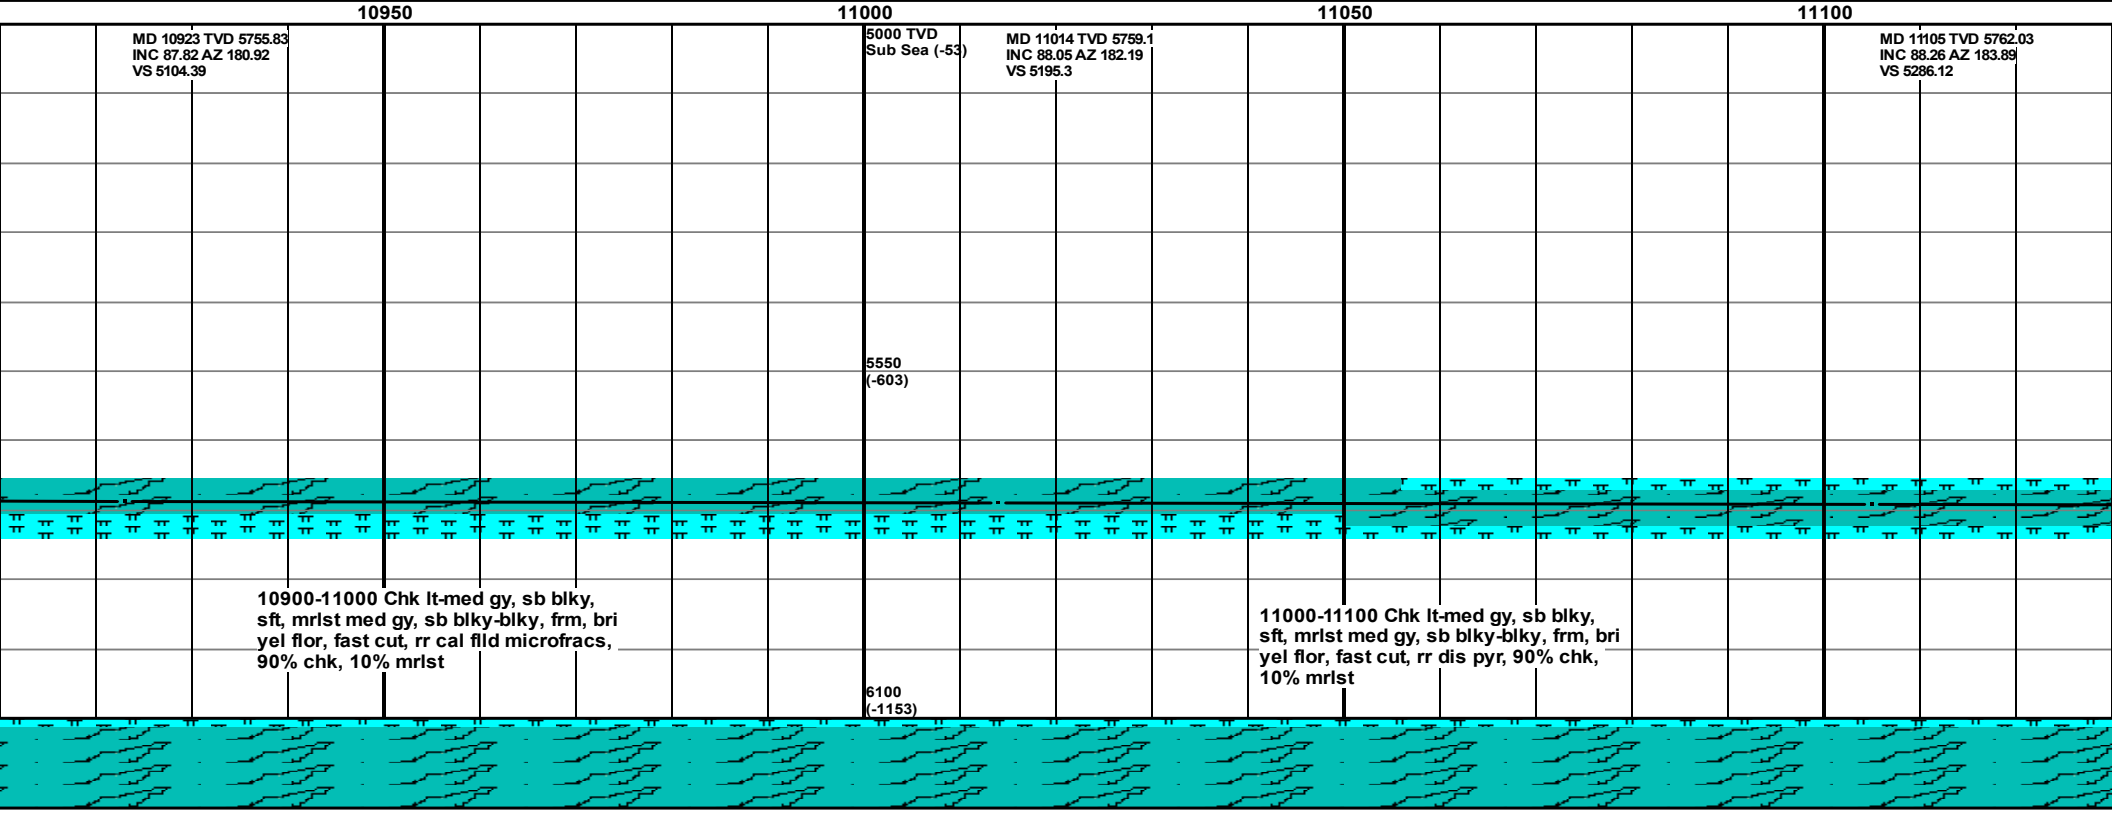 10950
11000
11050
11100
MD 10923 TVD 5755.83
INC 87.82 AZ 180.92
VS 5104.39
5000 TVD
Sub Sea (-53)
MD 11014 TVD 5759.1
INC 88.05 AZ 182.19
VS 5195.3
MD 11105 TVD 5762.03
INC 88.26 AZ 183.89
VS 5286.12
5550
(-603)
10900-11000 Chk lt-med gy, sb blky,
sft, mrlst med gy, sb blky-blky, frm, bri
yel flor, fast cut, rr cal flld microfracs,
90% chk, 10% mrlst
11000-11100 Chk lt-med gy, sb blky,
sft, mrlst med gy, sb blky-blky, frm, bri
yel flor, fast cut, rr dis pyr, 90% chk,
10% mrlst
6100
(-1153)